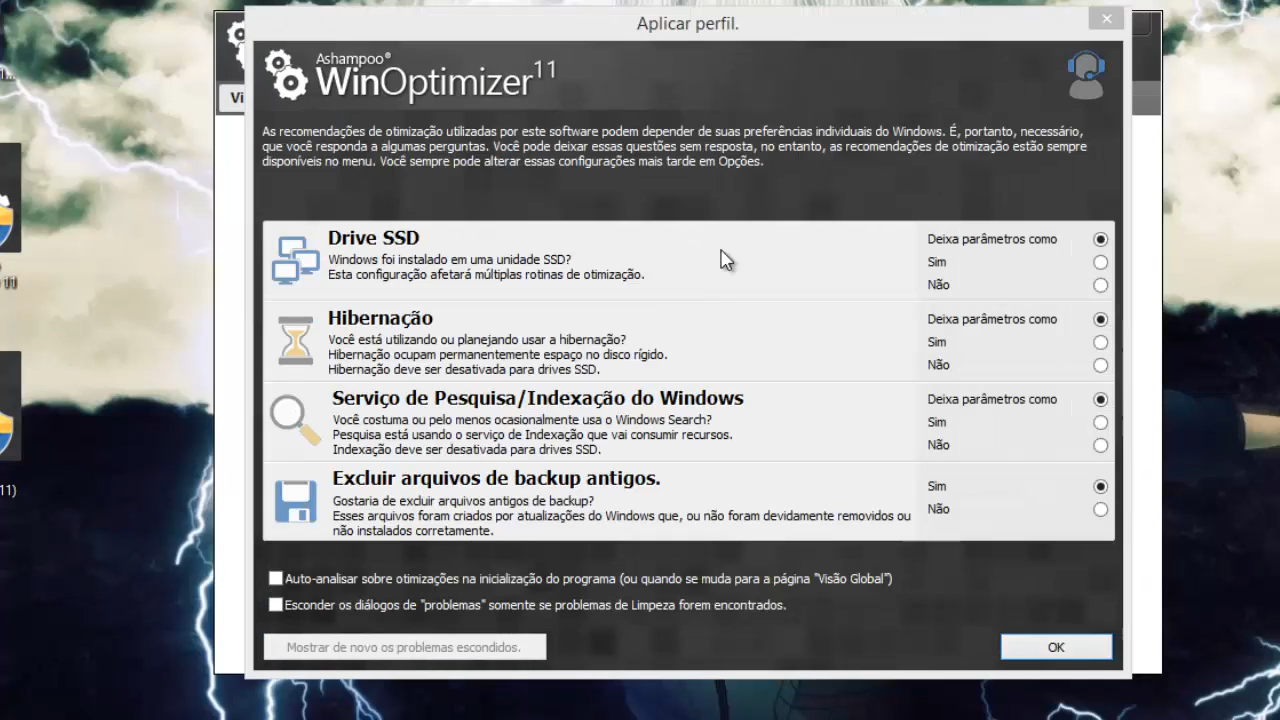 Aplicar perfil.
Ashampoo®
WinOptimizer 11
Vi
As recomendações de otimização utilizadas por este software podem depender de suas preferências individuais do Windows. É, portanto, necessário,
que você responda a algumas perguntas. Você pode deixar essas questões sem resposta, no entanto, as recomendações de otimização estão sempre
disponíveis no menu. Você sempre pode alterar essas configurações mais tarde em Opções.
Drive SSD
Windows foi instalado em uma unidade SSD?
Esta configuração afetará múltiplas rotinas de otimização.
Deixa parâmetros como
Sim
Não
11
Hibernação
Você está utilizando ou planejando usar a hibernação?
Hibernação ocupam permanentemente espaço no disco rígido.
Hibernação deve ser desativada para drives SSD.
Deixa parâmetros como
Sim
Não
Serviço de Pesquisa/Indexação do Windows
Você costuma ou pelo menos ocasionalmente usa o Windows Search?
Pesquisa está usando o serviço de Indexação que vai consumir recursos.
Indexação deve ser desativada para drives SSD.
Deixa parâmetros como
Sim
Não
11)
Excluir arquivos de backup antigos.
Gostaria de excluir arquivos antigos de backup?
Esses arquivos foram criados por atualizações do Windows que, ou não foram devidamente removidos ou
não instalados corretamente.
Sim
Não
Auto-analisar sobre otimizações na inicialização do programa (ou quando se muda para a página "Visão Global")
Esconder os diálogos de "problemas" somente se problemas de Limpeza forem encontrados.
Mostrar de novo os problemas escondidos.
OK